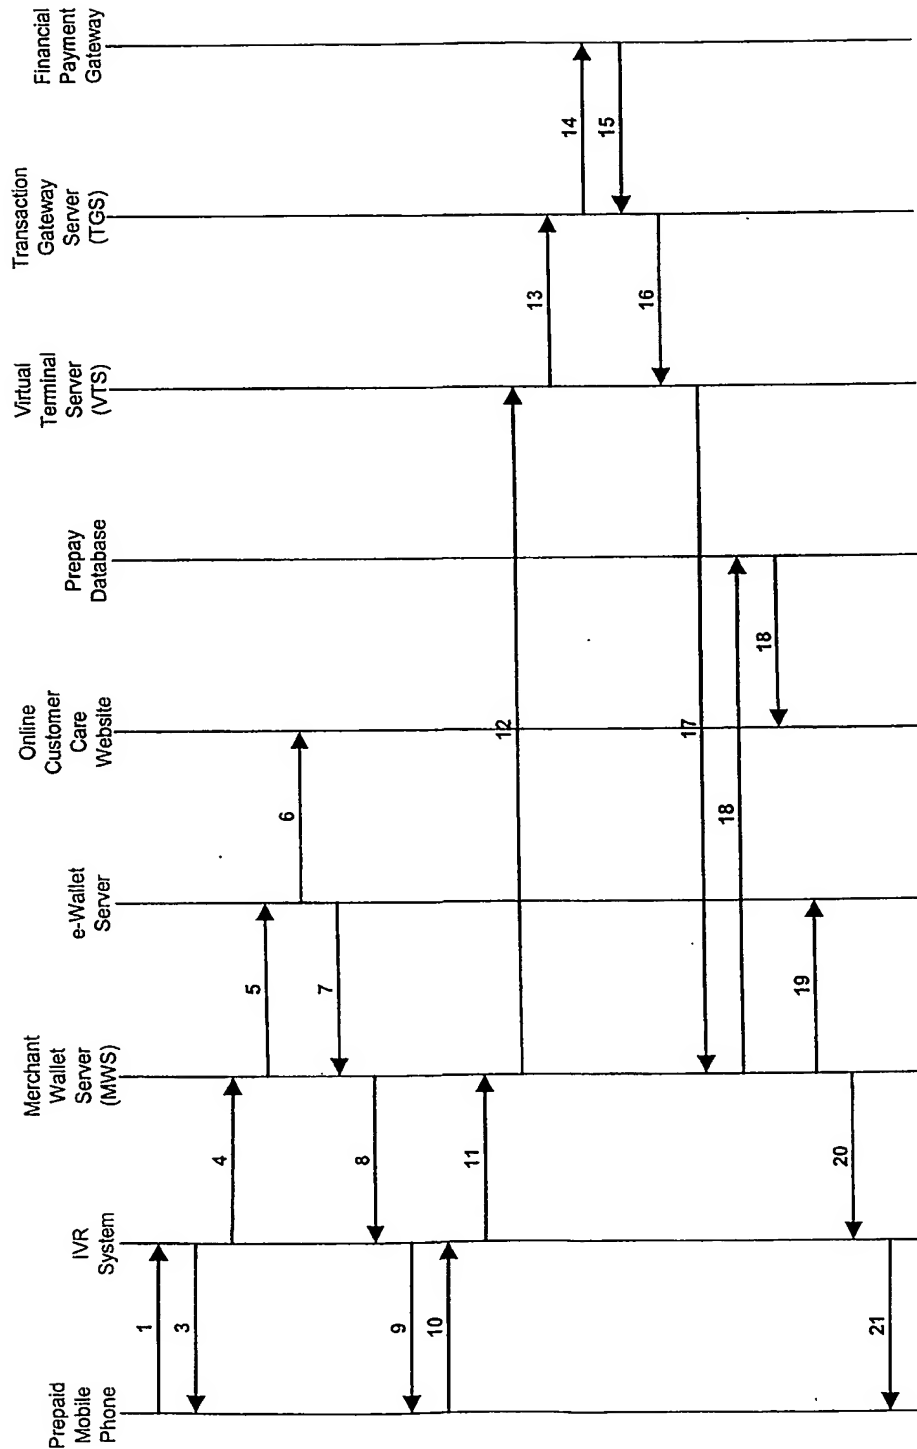 Prepaid
Mobile
Phone
IVR
System
Merchant
Wallet
Server
(MWS)
e-Wallet
Server
Online
Customer
Care
Website
Prepay
Database
Virtual
Terminal
Server
(VTS)
Transaction
Gateway
Server
(TGS)
Financial
Payment
Gateway
1
3
4
5
6
7
8
9
10
11
12
13
14
15
16
17
18
18
19
20
21